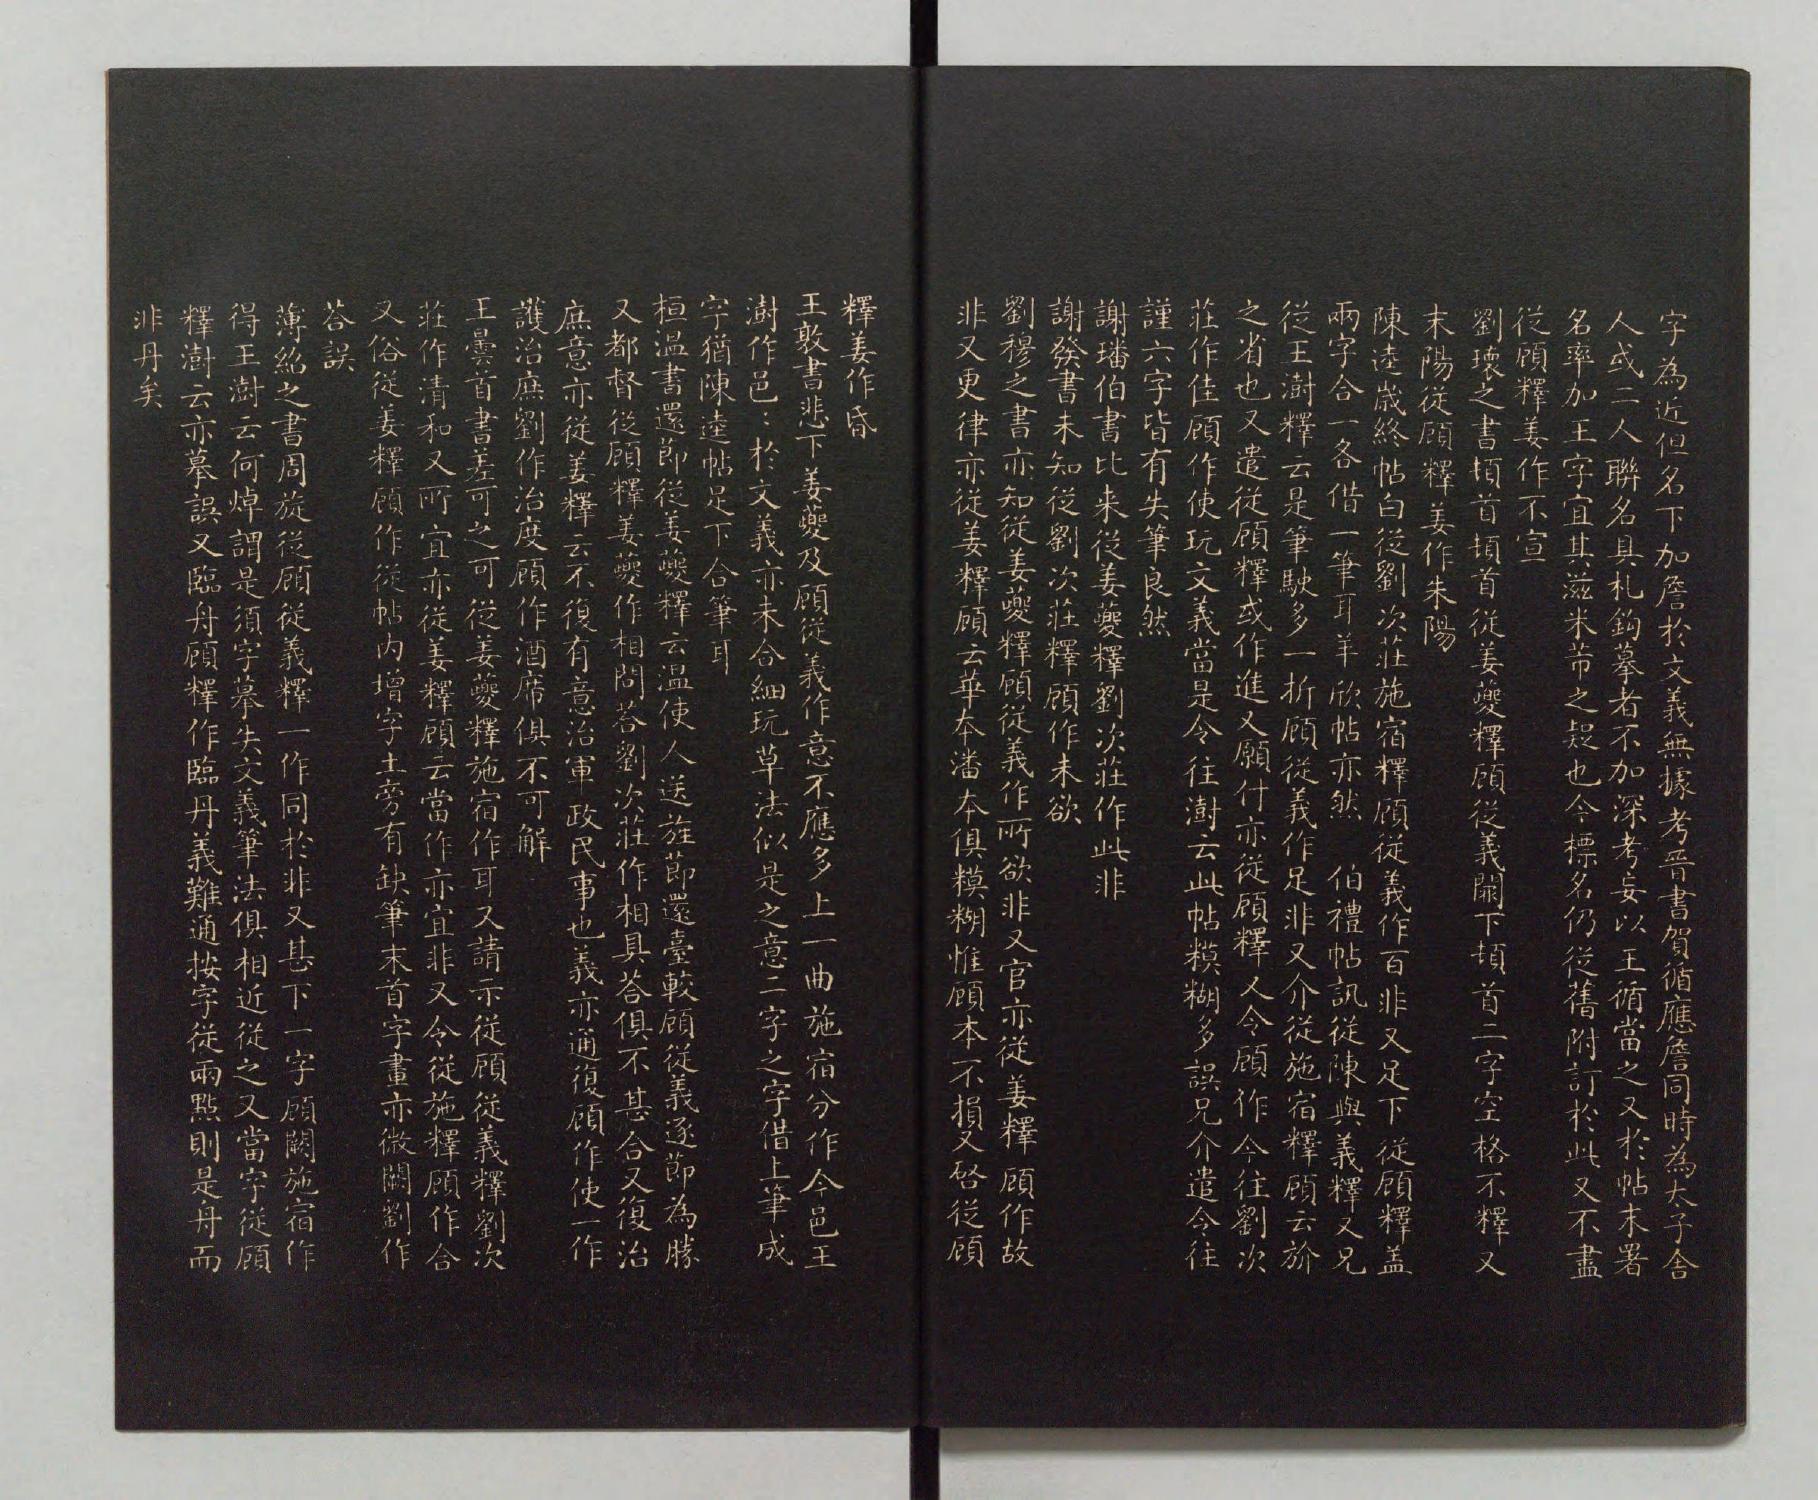 字為近但名下加詹於文義無據考晉書賀循應詹同時為太子舍
人或二人聯名具札鉤摹者不加深考妄以王循當之又於帖末署
名率加王字宜其滋米芾之疑也今標名仍從舊附訂於此又不盡
從顧釋姜作不宣
劉瓌之書頓首頓首從姜夔釋顧從義闕下頓首二字空格不釋又
末陽從顧釋姜作朱陽
陳逵歲終帖白從劉次莊施宿釋顧從義作百非又足下從顧釋蓋
兩字合一各借一筆耳羊欣帖亦然　伯禮帖訊從陳與義釋又兄
從王澍釋云是筆駛多一折顧從義作足非又介從施宿釋顧云旀
之省也又遣從顧釋或作進又願什亦從顧釋又今顧作令往劉次
莊作佳顧作使玩文義當是令往澍云此帖糢糊多誤兄介遣令往
謹六字皆有失筆良然
謝璠伯書比来從姜夔釋劉次莊作此非
謝發書未知從劉次莊釋顧作未欲
劉穆之書亦知從姜夔釋顧從義作所欲非又官亦從姜釋顧作故
非又更律亦從姜釋顧云華本潘本俱糢糊惟顧本不損又啓從顧
釋姜作昏
王敦書悲下姜夔及顧從義作意不應多上一曲施宿分作今邑王
澍作邑〻於文義亦未合細玩草法似是之意二字之字借上筆成
字猶陳逵帖足下合筆耳
桓温書還節從姜夔釋云温使人送旌節還臺較顧從義逐節為勝
又都督從顧釋姜夔作相問荅劉次莊作相具荅俱不甚合又復治
庶意亦從姜釋云不復有意治軍政民事也義亦通復顧作使一作
護治庶劉作治度顧作酒席俱不可解
王曇首書差可之可從姜夔釋施宿作耳又請示從顧從義釋劉次
莊作清和又所宜亦從姜釋顧云當作亦宜非又令從施釋顧作合
又俗從姜釋顧作從帖内增字土旁有缺筆末首字畫亦微闕劉作
荅誤
薄紹之書周旋從顧從義釋一作同於非又甚下一字顧闕施宿作
得王澍云何焯謂是須字摹失文義筆法俱相近從之又當字從顧
釋澍云亦摹誤又臨舟顧釋作臨丹義難通按字從兩點則是舟而
非丹矣